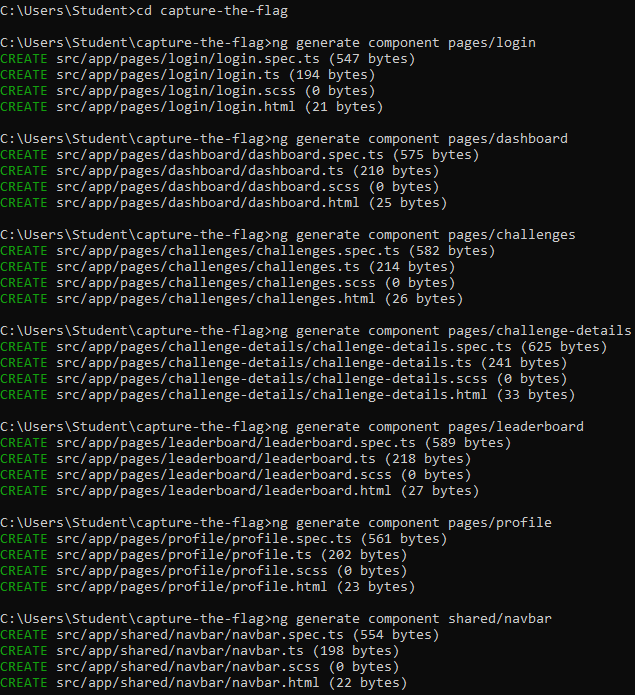 C:\Users\Student>cd capture-the-flag
C:\Users\Student\capture-the-flag>ng generate component pages/login
CREATE src/app/pages/login/login.spec.ts (547 bytes)
CREATE src/app/pages/login/login.ts (194 bytes)
CREATE src/app/pages/login/login.scss (0 bytes)
CREATE src/app/pages/login/login.html (21 bytes)
C:\Users\Student\capture-the-flag>ng generate component pages/dashboard
CREATE src/app/pages/dashboard/dashboard.spec.ts (575 bytes)
CREATE src/app/pages/dashboard/dashboard.ts (210 bytes)
CREATE src/app/pages/dashboard/dashboard.scss (0 bytes)
CREATE src/app/pages/dashboard/dashboard.html (25 bytes)
C:\Users\Student\capture-the-flag>ng generate component pages/challenges
CREATE src/app/pages/challenges/challenges.spec.ts (582 bytes)
CREATE src/app/pages/challenges/challenges.ts (214 bytes)
CREATE src/app/pages/challenges/challenges.scss (0 bytes)
CREATE src/app/pages/challenges/challenges.html (26 bytes)
C:\Users\Student\capture-the-flag>ng generate component pages/challenge-details
CREATE src/app/pages/challenge-details/challenge-details.spec.ts (625 bytes)
CREATE src/app/pages/challenge-details/challenge-details.ts (241 bytes)
CREATE src/app/pages/challenge-details/challenge-details.scss (0 bytes)
CREATE src/app/pages/challenge-details/challenge-details.html (33 bytes)
C:\Users\Student\capture-the-flag>ng generate component pages/leaderboard
CREATE src/app/pages/leaderboard/leaderboard.spec.ts (589 bytes)
CREATE src/app/pages/leaderboard/leaderboard.ts (218 bytes)
CREATE src/app/pages/leaderboard/leaderboard.scss (0 bytes)
CREATE src/app/pages/leaderboard/leaderboard.html (27 bytes)
C:\Users\Student\capture-the-flag>ng generate component pages/profile
CREATE src/app/pages/profile/profile.spec.ts (561 bytes)
CREATE src/app/pages/profile/profile.ts (202 bytes)
CREATE src/app/pages/profile/profile.scss (0 bytes)
CREATE src/app/pages/profile/profile.html (23 bytes)
C:\Users\Student\capture-the-flag>ng generate component shared/navbar
CREATE src/app/shared/navbar/navbar.spec.ts (554 bytes)
CREATE src/app/shared/navbar/navbar.ts (198 bytes)
CREATE src/app/shared/navbar/navbar.scss (0 bytes)
CREATE src/app/shared/navbar/navbar.html (22 bytes)